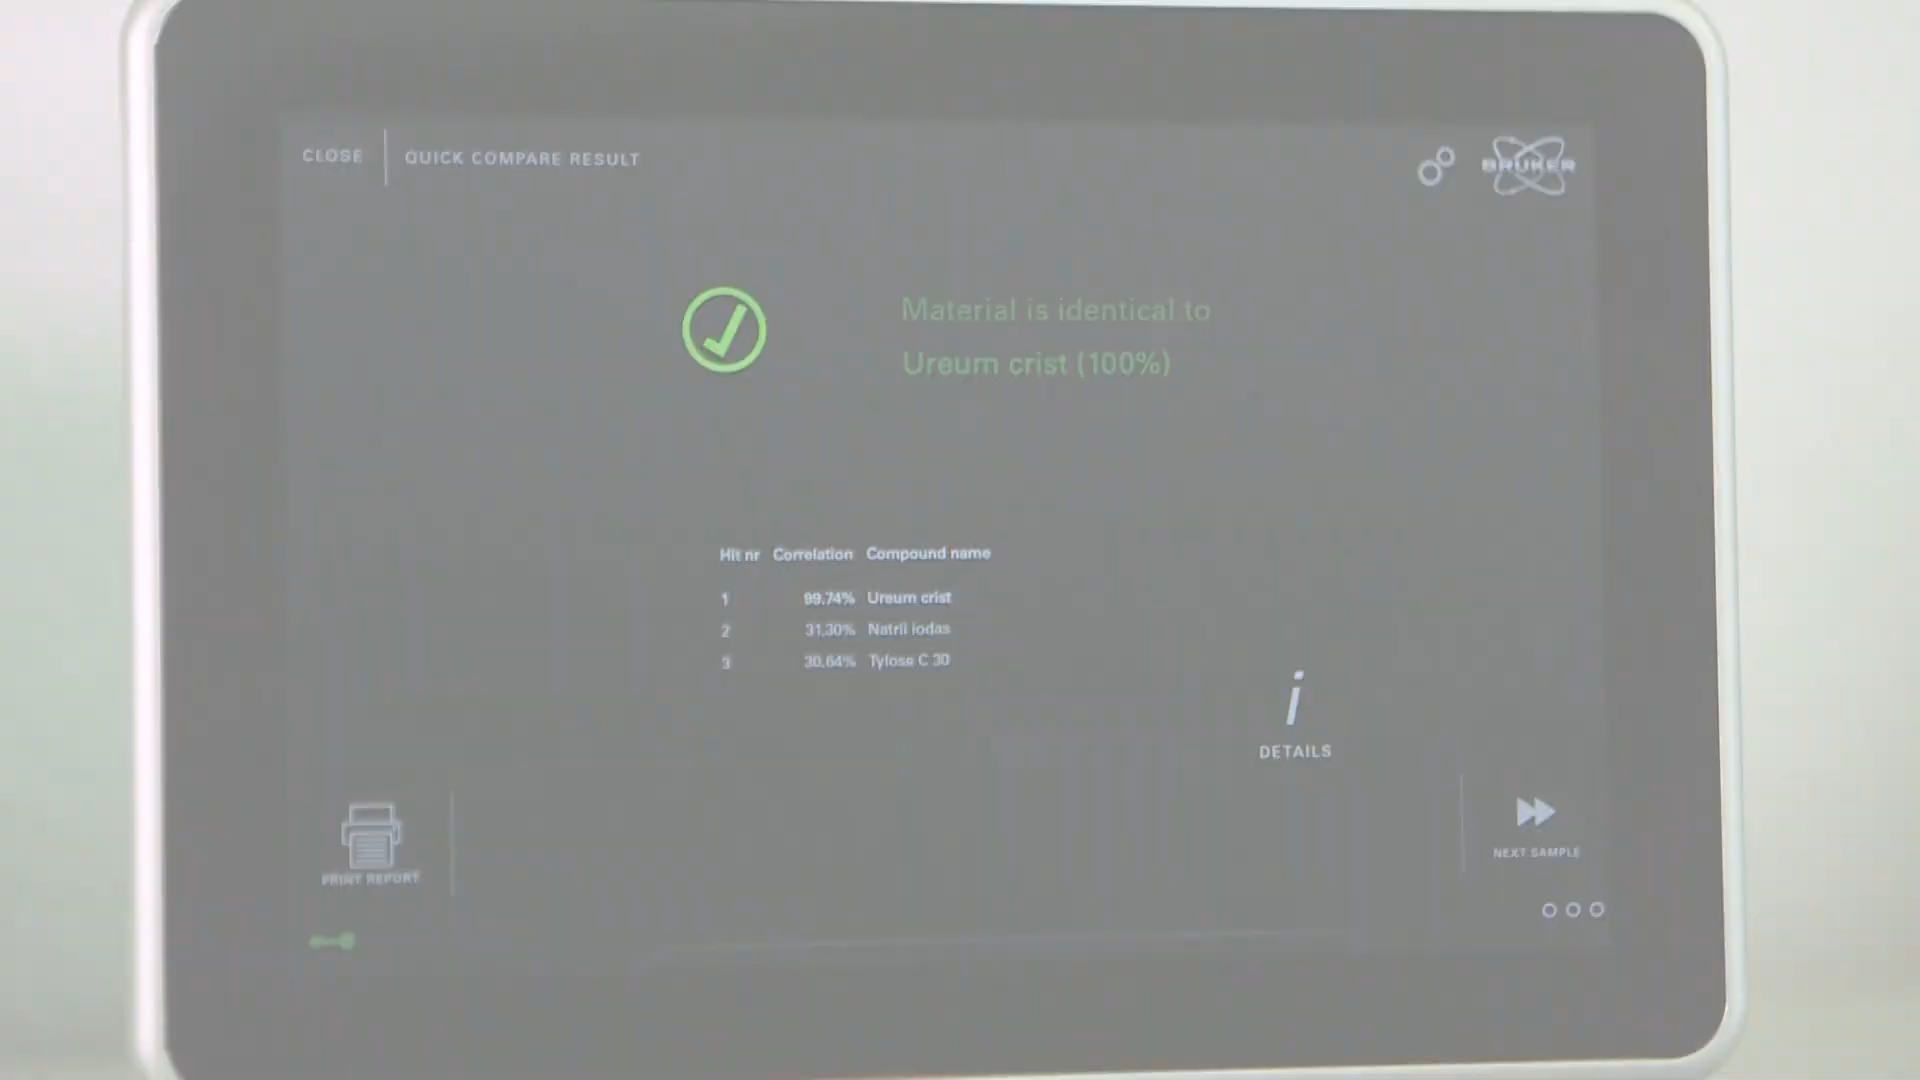 CLOSE
QUICK COMPARE RESULT
BRUKER
Material is identical to
Ureum crist (100%)
Hit nr Correlation Compound name
1 99.74% Ureum crist
2 31.30% Natrii iodas
3 30.64% Tylose C 30
i
DETAILS
PRINT REPORT
NEXT SAMPLE